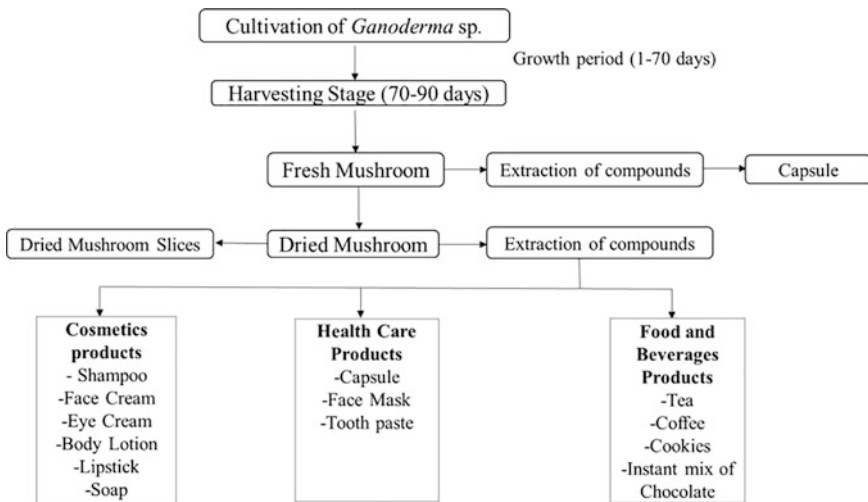 Cultivation of Ganoderma sp.
Growth period (1-70 days)
Harvesting Stage (70-90 days)
Fresh Mushroom
Extraction of compounds
Capsule
Dried Mushroom Slices
Dried Mushroom
Extraction of compounds
Cosmetics
products
- Shampoo
-Face Cream
-Eye Cream
-Body Lotion
-Lipstick
-Soap
Health Care
Products
-Capsule
-Face Mask
-Tooth paste
Food and
Beverages
Products
-Tea
-Coffee
-Cookies
-Instant mix of
Chocolate